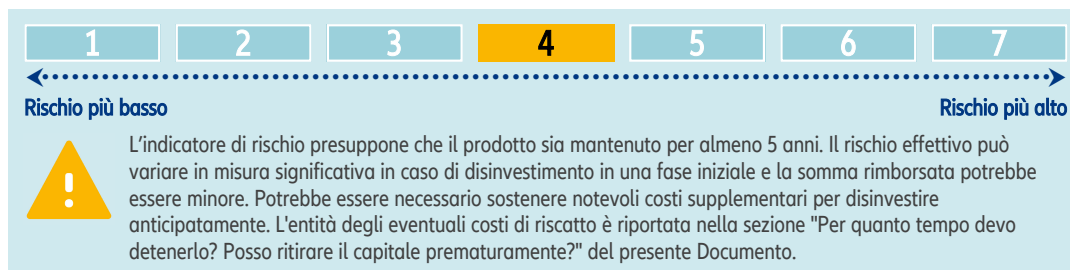 1 2 3 4 5 6 7
Rischio più basso Rischio più alto
L'indicatore di rischio presuppone che il prodotto sia mantenuto per almeno 5 anni. Il rischio effettivo può
variare in misura significativa in caso di disinvestimento in una fase iniziale e la somma rimborsata potrebbe
essere minore. Potrebbe essere necessario sostenere notevoli costi supplementari per disinvestire
anticipatamente. L'entità degli eventuali costi di riscatto è riportata nella sezione "Per quanto tempo devo
detenerlo? Posso ritirare il capitale prematuramente?" del presente Documento.